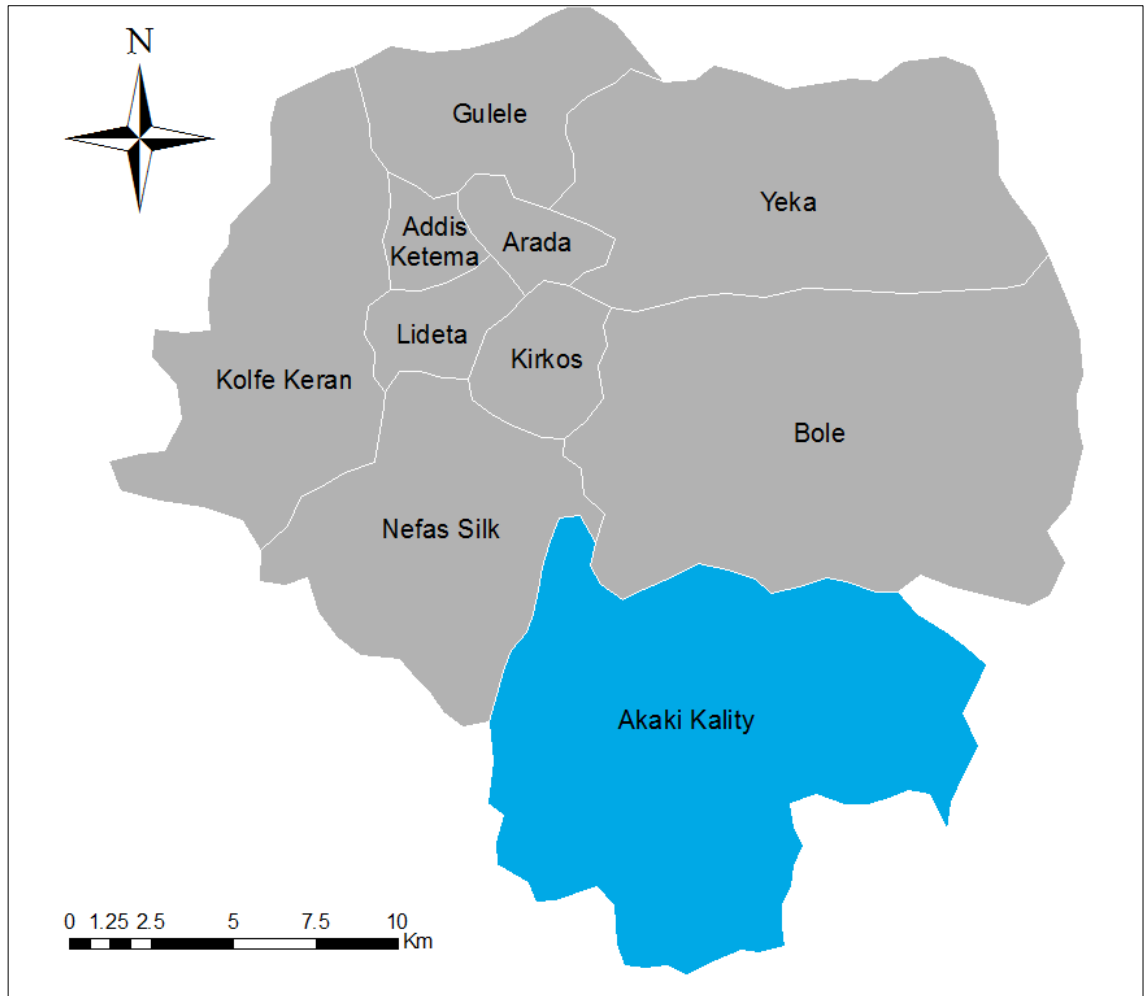 N
Gulele
Yeka
Addis
Ketema
Arada
Lideta
Kirkos
Kolfe Keran
Bole
Nefas Silk
Akaki Kality
0 1.25 2.5 5 7.5 10
Km